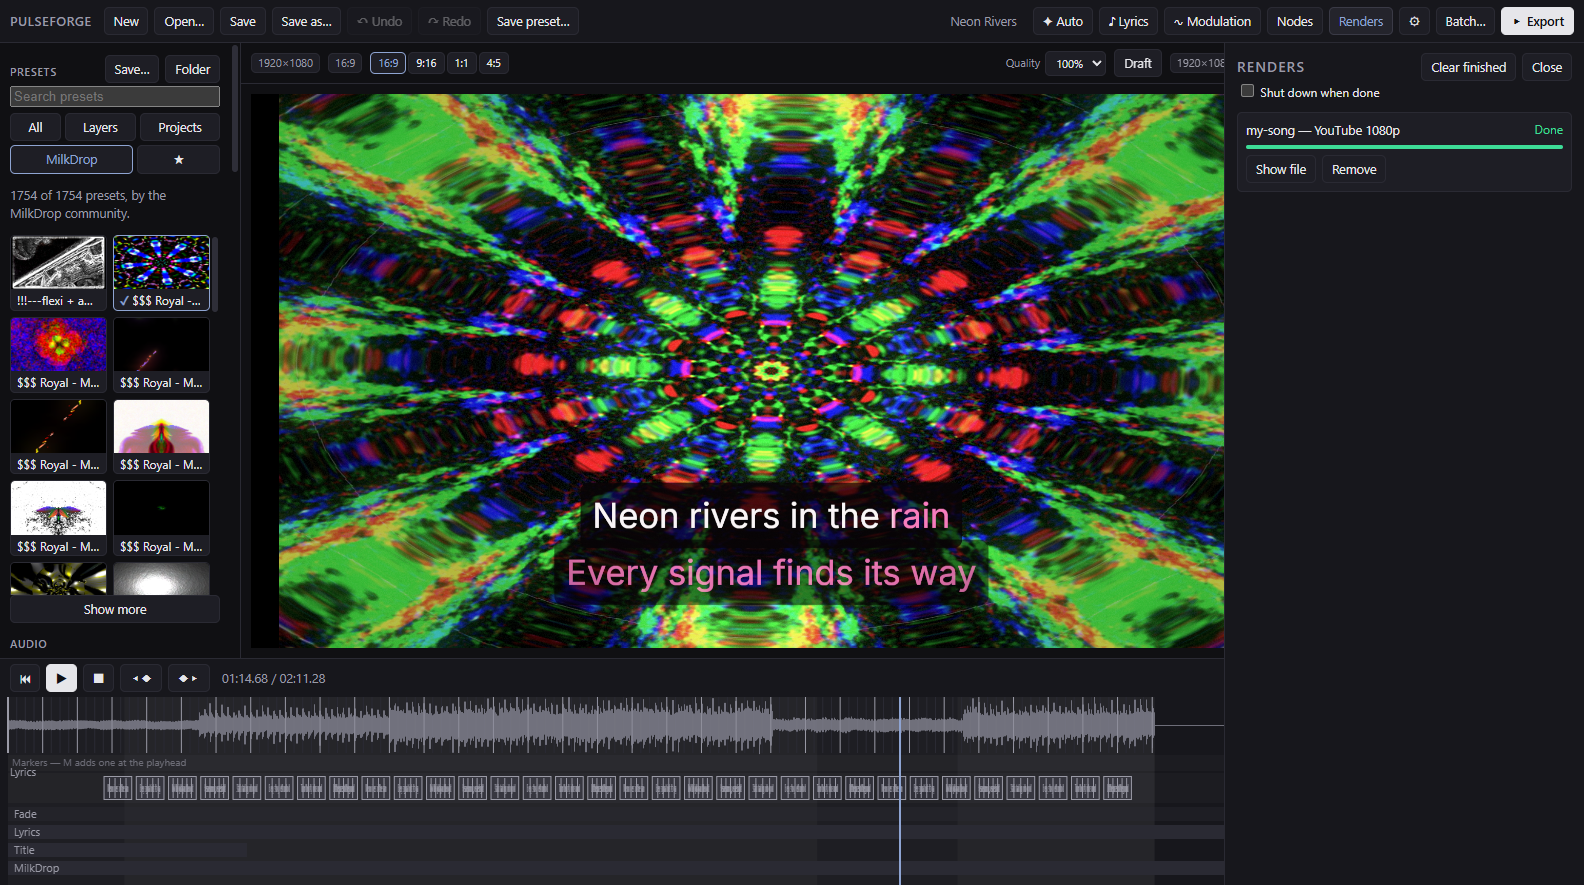 PULSEFORGE New Open... Save Save as... Undo Redo Save preset... Neon Rivers Auto Lyrics Modulation Nodes Renders Batch... Export
PRESETS Save... Folder
Search presets
All Layers Projects
MilkDrop ★
1754 of 1754 presets, by the
MilkDrop community.
!!!---flexi + a...
✓ $$$ Royal -...
$$$ Royal - M...
$$$ Royal - M...
$$$ Royal - M...
$$$ Royal - M...
$$$ Royal - M...
$$$ Royal - M...
Show more
AUDIO
1920×1080 16:9 16:9 9:16 1:1 4:5 Quality 100% Draft 1920×108
Neon rivers in the rain
Every signal finds its way
RENDERS Clear finished Close
Shut down when done
my-song — YouTube 1080p Done
Show file Remove
01:14.68 / 02:11.28
Markers — M adds one at the playhead
Lyrics
Fade
Lyrics
Title
MilkDrop